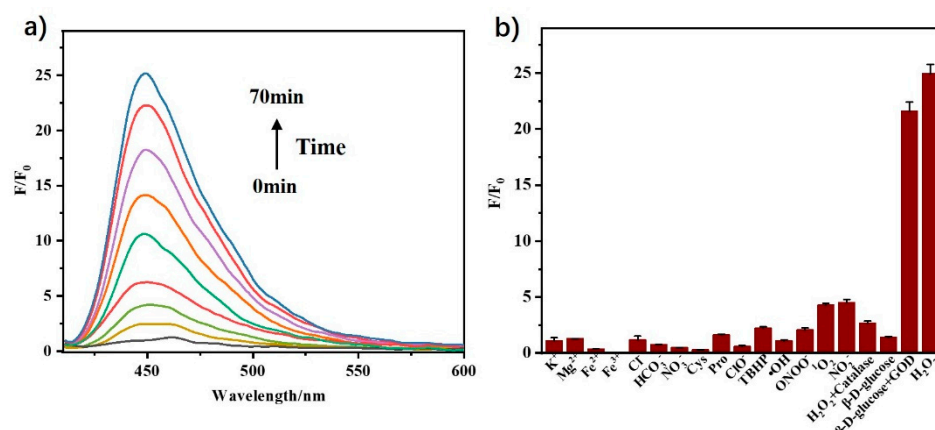 a)
F/F₀
25
20
15
10
5
0
70min
Time
0min
450
500
550
600
Wavelength/nm
b)
F/F₀
25
20
15
10
5
0
K⁺
Mg²⁺
Fe²⁺
Fe³⁺
Cl⁻
HCO₃⁻
NO₃⁻
Cys
Pro
ClO⁻
TBHP
•OH
ONOO⁻
¹O₂
NO₂⁻
H₂O₂+Catalase
β-D-glucose
β-D-glucose+GOD
H₂O₂